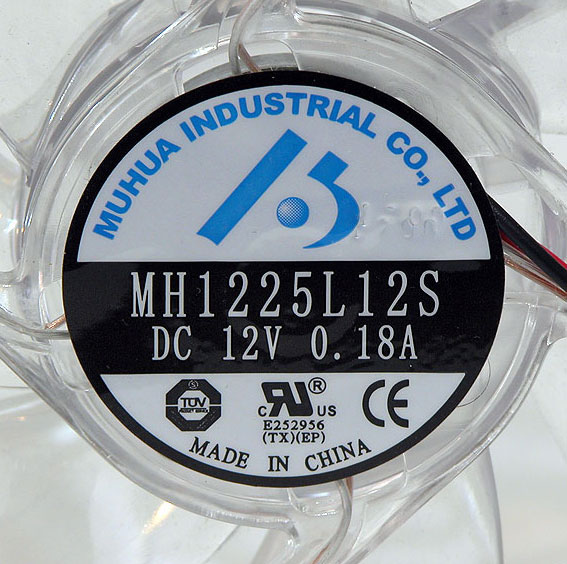 MUHUA INDUSTRIAL CO., LTD
MH1225L12S
DC 12V 0.18A
TÜV
C US ®
E252956
(TX)(EP)
CE
MADE IN CHINA